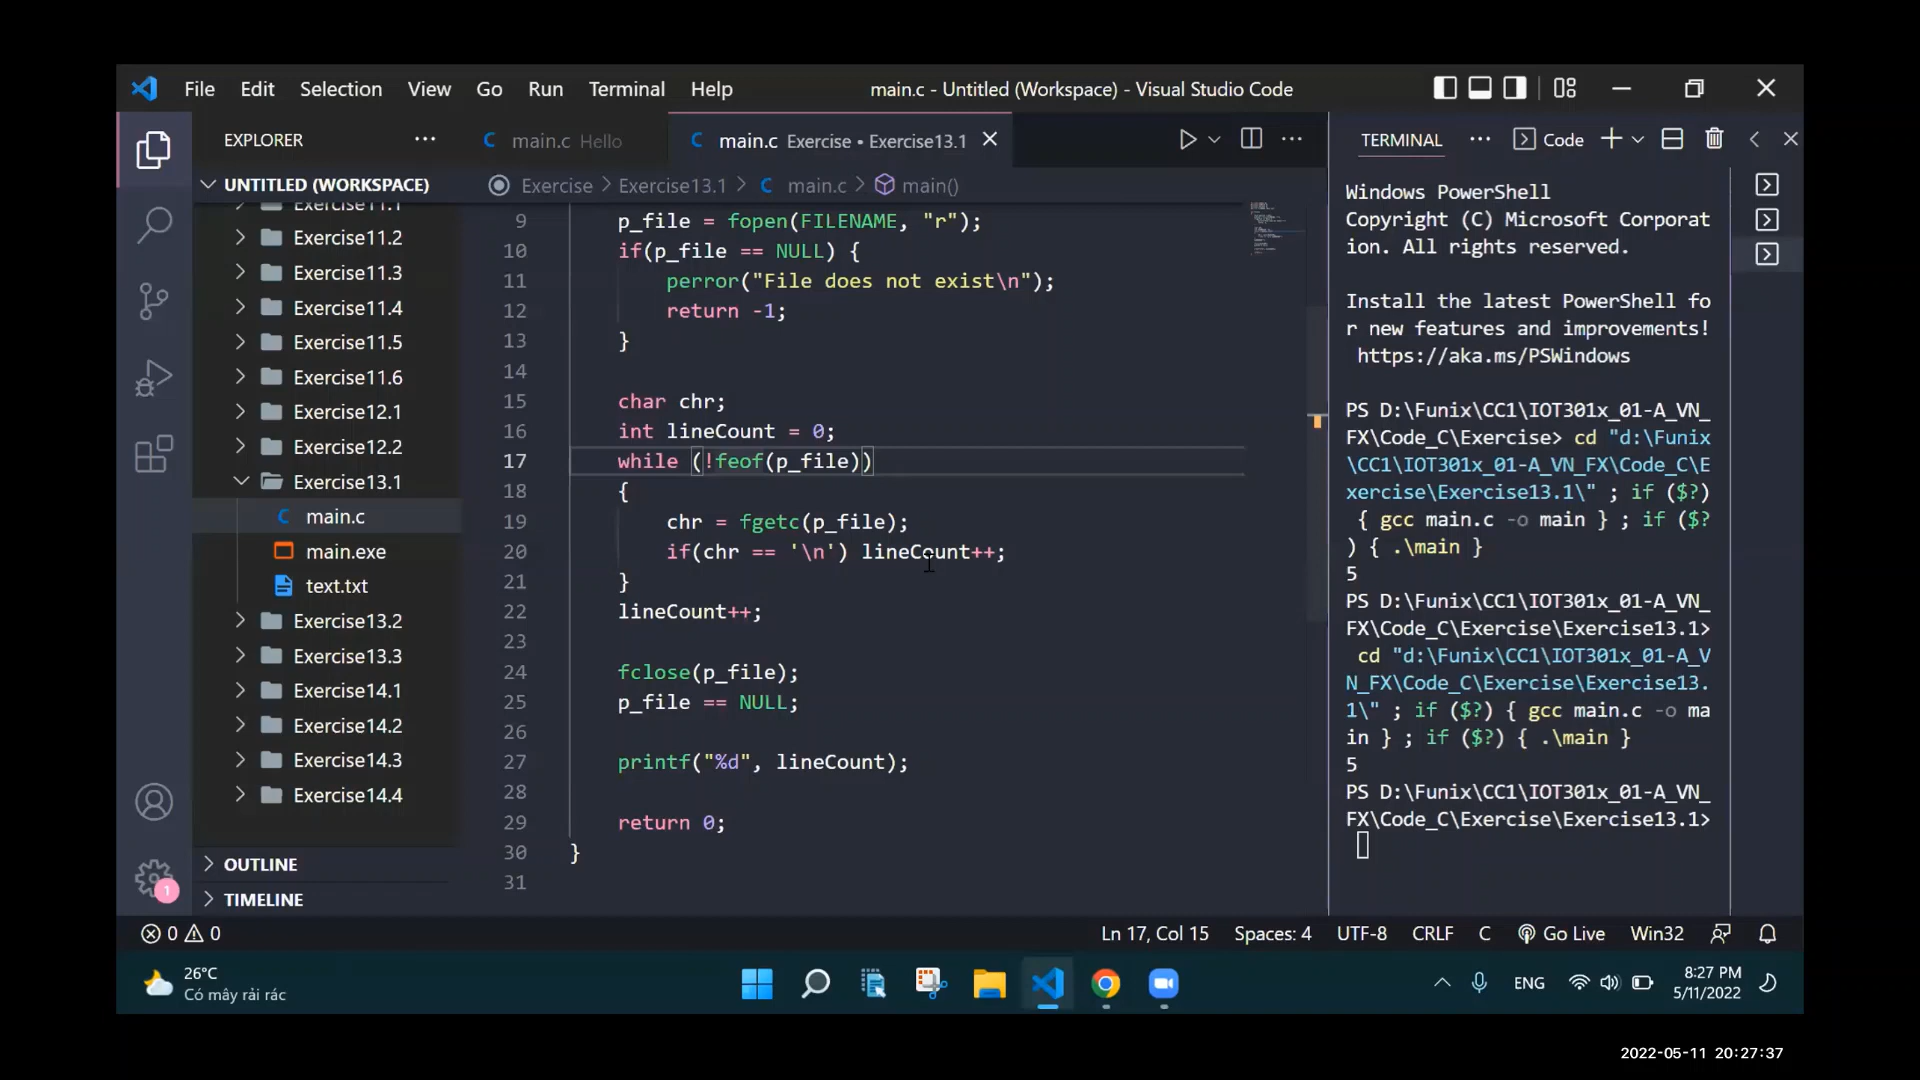 File Edit Selection View Go Run Terminal Help
main.c - Untitled (Workspace) - Visual Studio Code
EXPLORER
main.c Hello
main.c Exercise • Exercise13.1
TERMINAL
Code
UNTITLED (WORKSPACE)
Exercise > Exercise13.1 > main.c > main()
Exercise11.1
Exercise11.2
Exercise11.3
Exercise11.4
Exercise11.5
Exercise11.6
Exercise12.1
Exercise12.2
Exercise13.1
main.c
main.exe
text.txt
Exercise13.2
Exercise13.3
Exercise14.1
Exercise14.2
Exercise14.3
Exercise14.4
OUTLINE
TIMELINE
9 p_file = fopen(FILENAME, "r");
10 if(p_file == NULL) {
11 perror("File does not exist\n");
12 return -1;
13 }
14
15 char chr;
16 int lineCount = 0;
17 while (!feof(p_file))
18 {
19 chr = fgetc(p_file);
20 if(chr == '\n') lineCount++;
21 }
22 lineCount++;
23
24 fclose(p_file);
25 p_file == NULL;
26
27 printf("%d", lineCount);
28
29 return 0;
30 }
31
Windows PowerShell
Copyright (C) Microsoft Corporat
ion. All rights reserved.
Install the latest PowerShell fo
r new features and improvements!
https://aka.ms/PSWindows
PS D:\Funix\CC1\IOT301x_01-A_VN_
FX\Code_C\Exercise> cd "d:\Funix
\CC1\IOT301x_01-A_VN_FX\Code_C\E
xercise\Exercise13.1\" ; if ($?)
{ gcc main.c -o main } ; if ($?
) { .\main }
5
PS D:\Funix\CC1\IOT301x_01-A_VN_
FX\Code_C\Exercise\Exercise13.1>
cd "d:\Funix\CC1\IOT301x_01-A_V
N_FX\Code_C\Exercise\Exercise13.
1\" ; if ($?) { gcc main.c -o ma
in } ; if ($?) { .\main }
5
PS D:\Funix\CC1\IOT301x_01-A_VN_
FX\Code_C\Exercise\Exercise13.1>
1
0 0
Ln 17, Col 15 Spaces: 4 UTF-8 CRLF C Go Live Win32
26°C
Có mây rải rác
ENG
8:27 PM
5/11/2022
2022-05-11 20:27:37